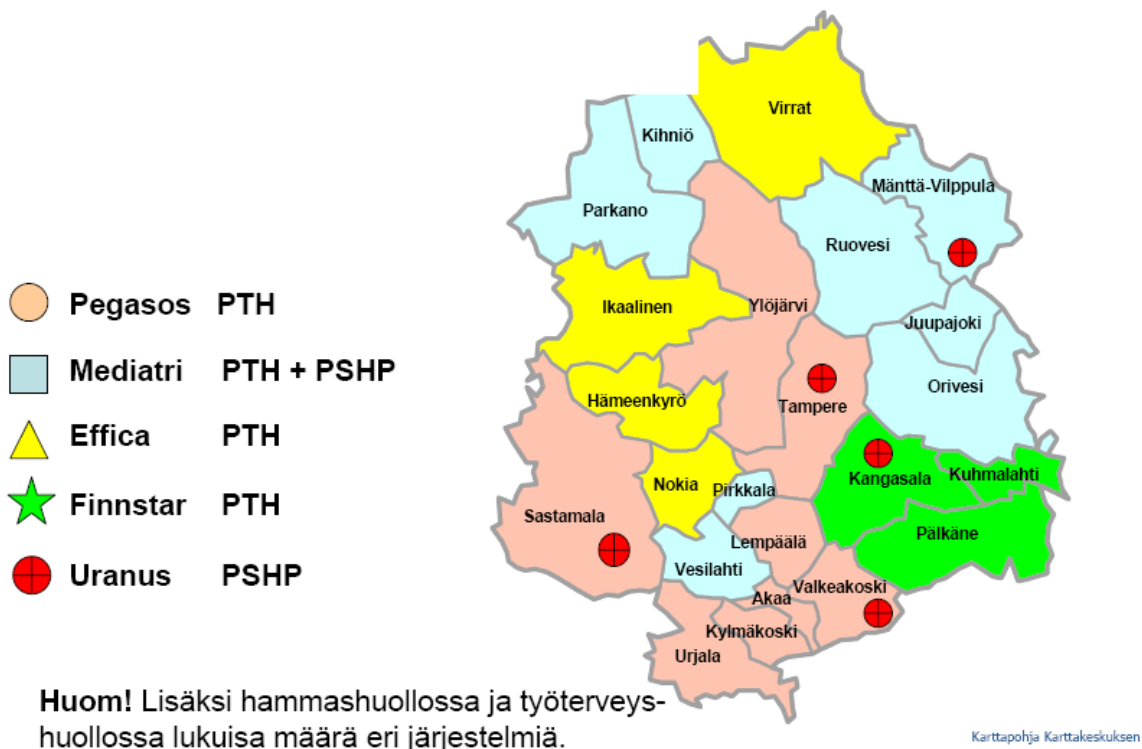 Virrat
Kihniö
Mänttä-Vilppula
Parkano
Ruovesi
Pegasos PTH
Ikaalinen
Ylöjärvi
Juupajoki
Mediatri PTH + PSHP
Orivesi
Hämeenkyrö
Tampere
Effica PTH
Kuhmalahti
Kangasala
Nokia
Pirkkala
Finnstar PTH
Sastamala
Pälkäne
Lempäälä
Vesilahti
Uranus PSHP
Valkeakoski
Akaa
Kylmäkoski
Urjala
Huom! Lisäksi hammashuollossa ja työterveys-
huollossa lukuisa määrä eri järjestelmiä.
Karttapohja Karttakeskuksen